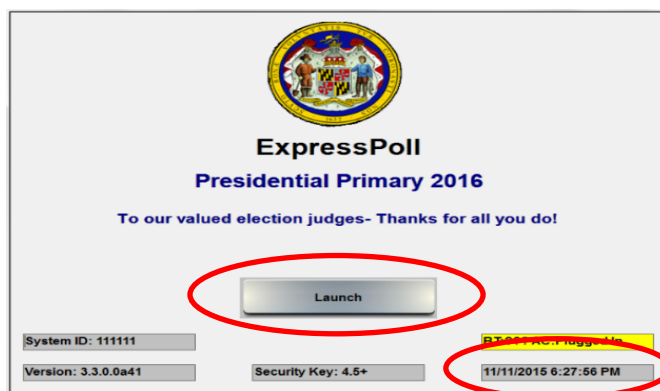 ExpressPoll
Presidential Primary 2016
To our valued election judges- Thanks for all you do!
Launch
System ID: 111111
Version: 3.3.0.0a41
Security Key: 4.5+
11/11/2015 6:27:56 PM